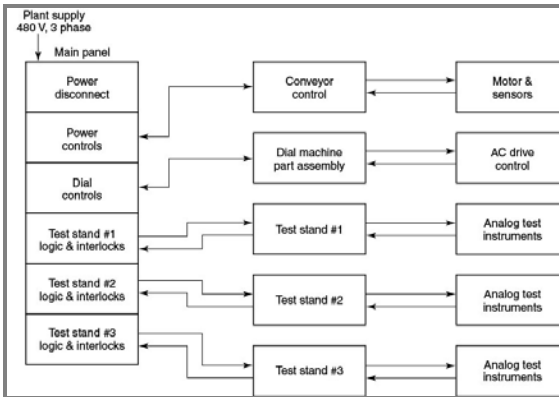 Plant supply
480 V, 3 phase
Main panel
Power
disconnect
Conveyor
control
Motor &
sensors
Power
controls
Dial machine
part assembly
AC drive
control
Dial
controls
Test stand #1
logic & interlocks
Test stand #1
Analog test
instruments
Test stand #2
logic & interlocks
Test stand #2
Analog test
instruments
Test stand #3
logic & interlocks
Test stand #3
Analog test
instruments